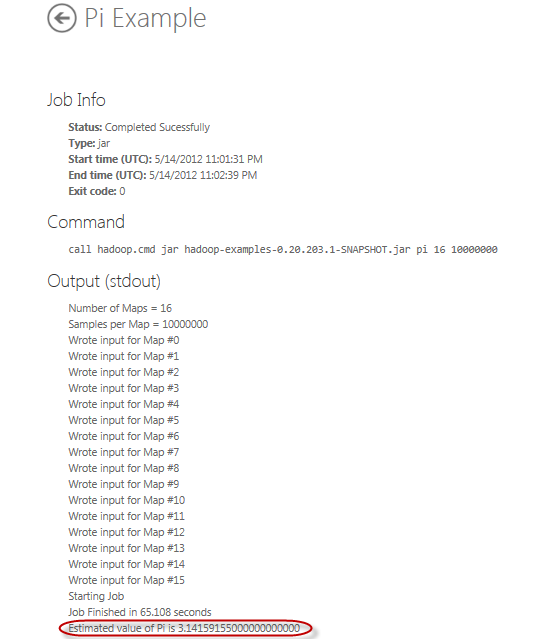 Pi Example
Job Info
Status: Completed Sucessfully
Type: jar
Start time (UTC): 5/14/2012 11:01:31 PM
End time (UTC): 5/14/2012 11:02:39 PM
Exit code: 0
Command
call hadoop.cmd jar hadoop-examples-0.20.203.1-SNAPSHOT.jar pi 16 10000000
Output (stdout)
Number of Maps = 16
Samples per Map = 10000000
Wrote input for Map #0
Wrote input for Map #1
Wrote input for Map #2
Wrote input for Map #3
Wrote input for Map #4
Wrote input for Map #5
Wrote input for Map #6
Wrote input for Map #7
Wrote input for Map #8
Wrote input for Map #9
Wrote input for Map #10
Wrote input for Map #11
Wrote input for Map #12
Wrote input for Map #13
Wrote input for Map #14
Wrote input for Map #15
Starting Job
Job Finished in 65.108 seconds
Estimated value of Pi is 3.14159155000000000000